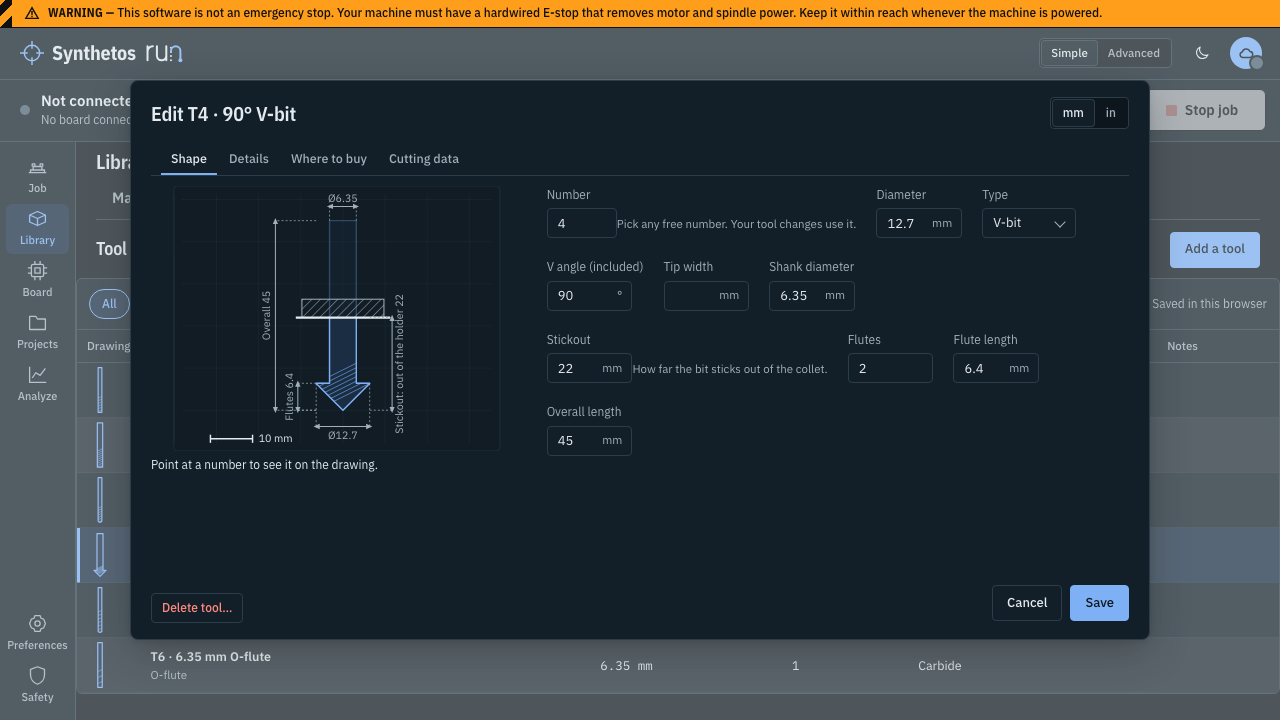 WARNING — This software is not an emergency stop. Your machine must have a hardwired E-stop that removes motor and spindle power. Keep it within reach whenever the machine is powered.
Synthetos run
Simple
Advanced
Not connecte
No board connec
Stop job
Edit T4 · 90° V-bit
mm
in
Shape
Details
Where to buy
Cutting data
Job
Library
Board
Projects
Analyze
Preferences
Safety
Libra
Ma
Tool
Add a tool
All
Saved in this browser
Drawing
Notes
Ø6.35
Overall 45
Flutes 6.4
Stickout: out of the holder 22
Ø12.7
10 mm
Point at a number to see it on the drawing.
Number
4
Pick any free number. Your tool changes use it.
Diameter
12.7 mm
Type
V-bit
V angle (included)
90 °
Tip width
mm
Shank diameter
6.35 mm
Stickout
22 mm
How far the bit sticks out of the collet.
Flutes
2
Flute length
6.4 mm
Overall length
45 mm
Delete tool...
Cancel
Save
T6 · 6.35 mm O-flute
O-flute
6.35 mm
1
Carbide